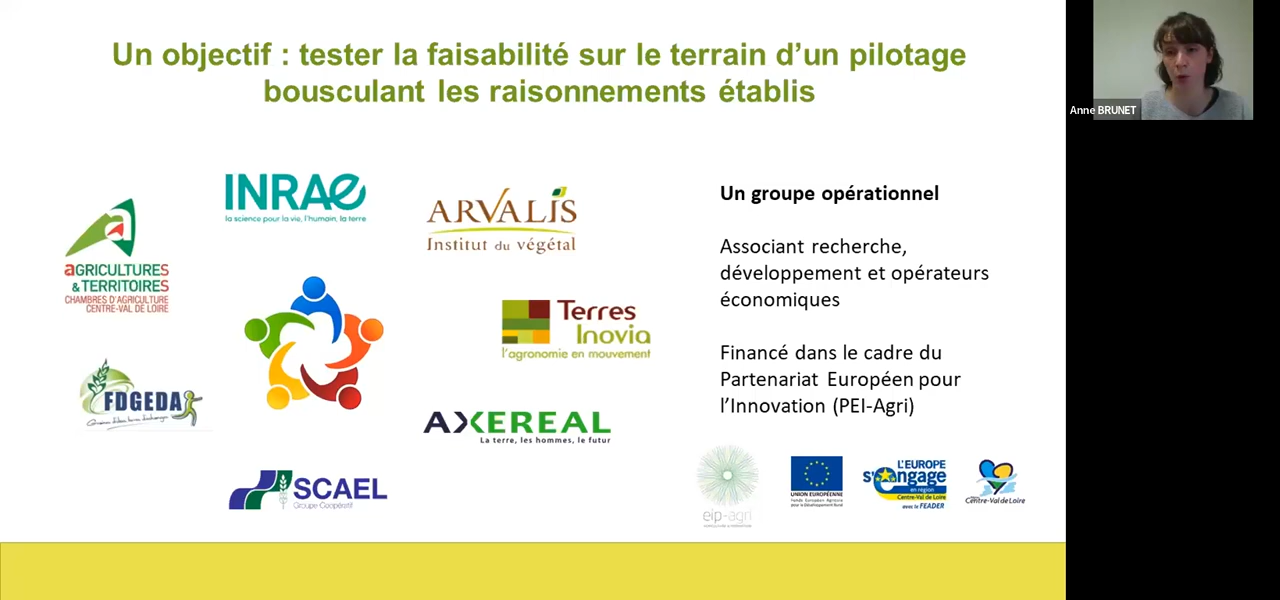 Un objectif : tester la faisabilité sur le terrain d’un pilotage
bousculant les raisonnements établis
Anne BRUNET
INRAE
la science pour la vie, l'humain, la terre
ARVALIS
Institut du végétal
AGRICULTURES
& TERRITOIRES
CHAMBRES D'AGRICULTURE
CENTRE-VAL DE LOIRE
Terres
Inovia
l'agronomie en mouvement
FDGEDA
AXEREAL
La terre, les hommes, le futur
SCAEL
Groupe Coopératif
Un groupe opérationnel
Associant recherche,
développement et opérateurs
économiques
Financé dans le cadre du
Partenariat Européen pour
l’Innovation (PEI-Agri)
eip-agri
UNION EUROPÉENNE
Fonds Européen Agricole
pour le Développement Rural
L'EUROPE
s'engage
en région
Centre-Val de Loire
avec le FEADER
Centre-Val de Loire